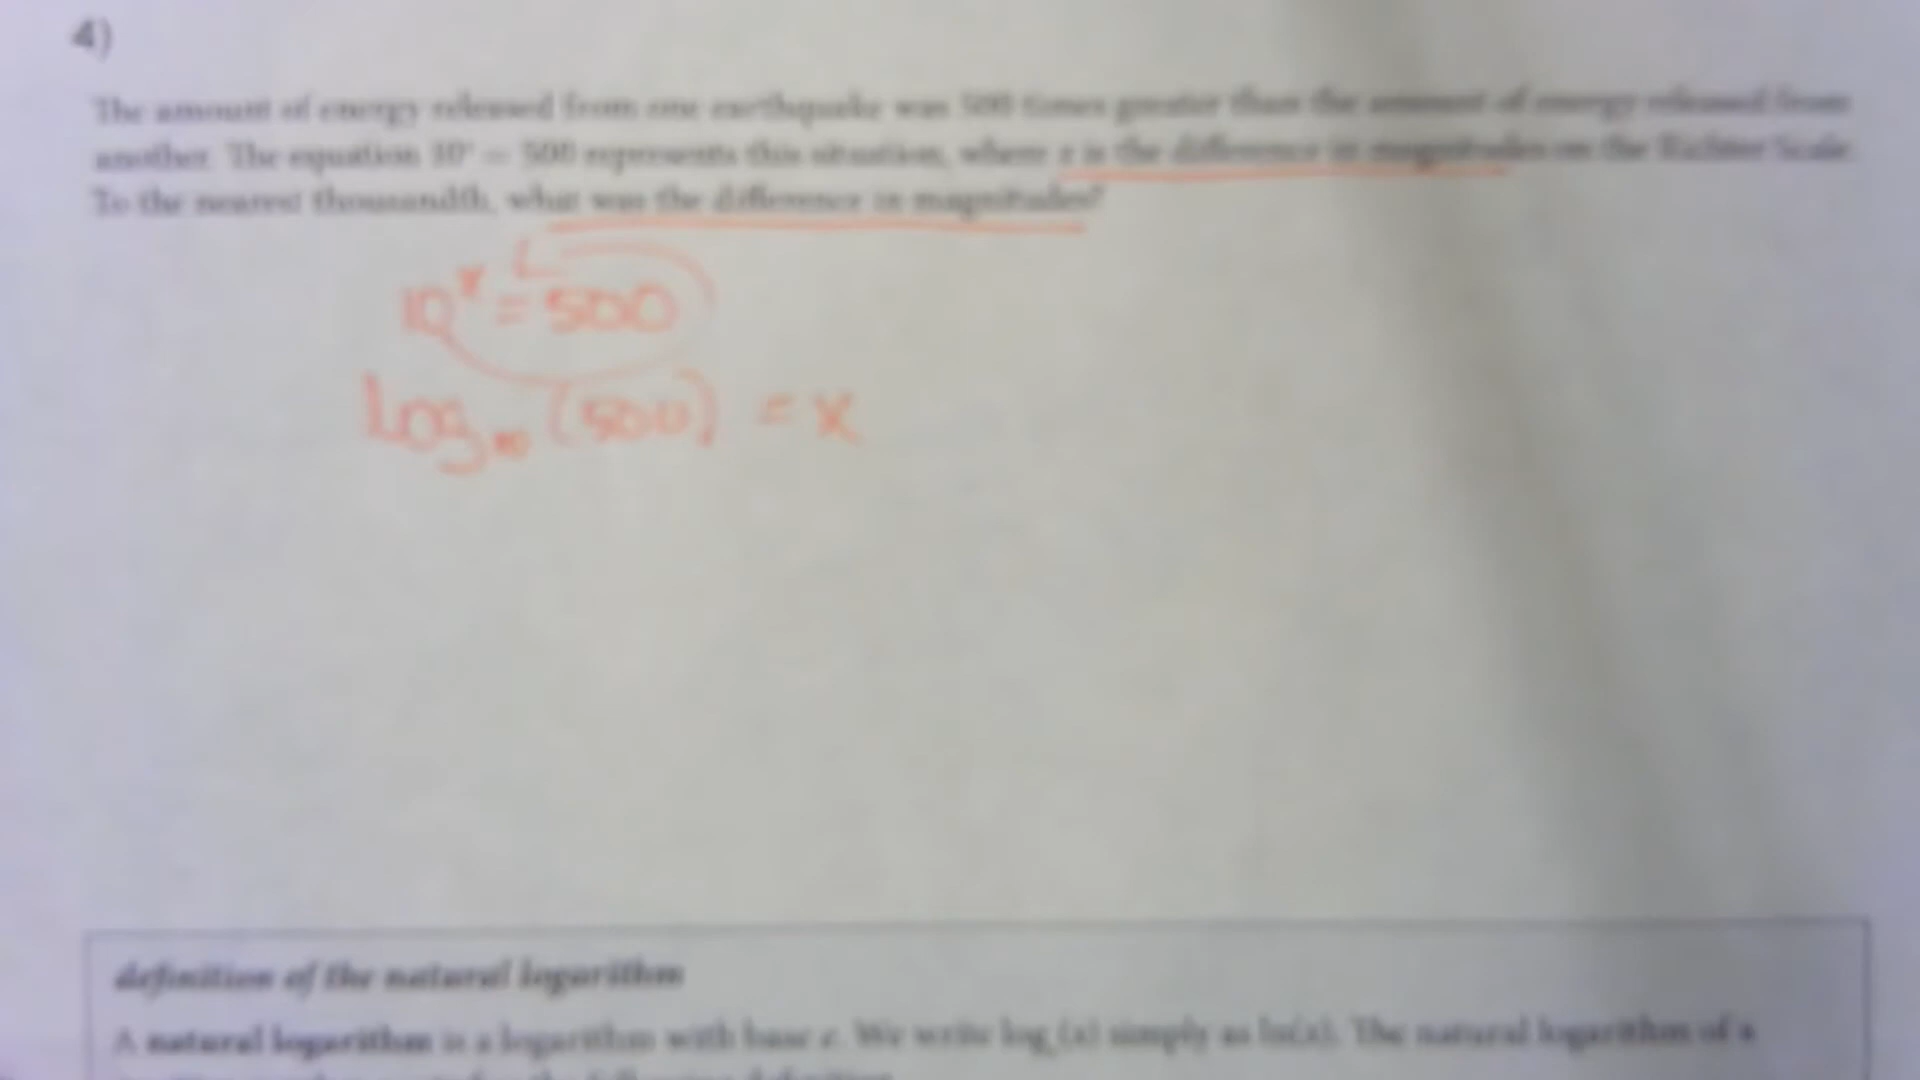 4)
The amount of energy released from one earthquake was 500 times greater than the amount of energy released from
another. The equation 10ˣ = 500 represents this situation, where x is the difference in magnitudes on the Richter Scale.
To the nearest thousandth, what was the difference in magnitudes?
10ˣ = 500
log₁₀ (500) = x
definition of the natural logarithm
A natural logarithm is a logarithm with base e. We write logₑ(x) simply as ln(x). The natural logarithm of a